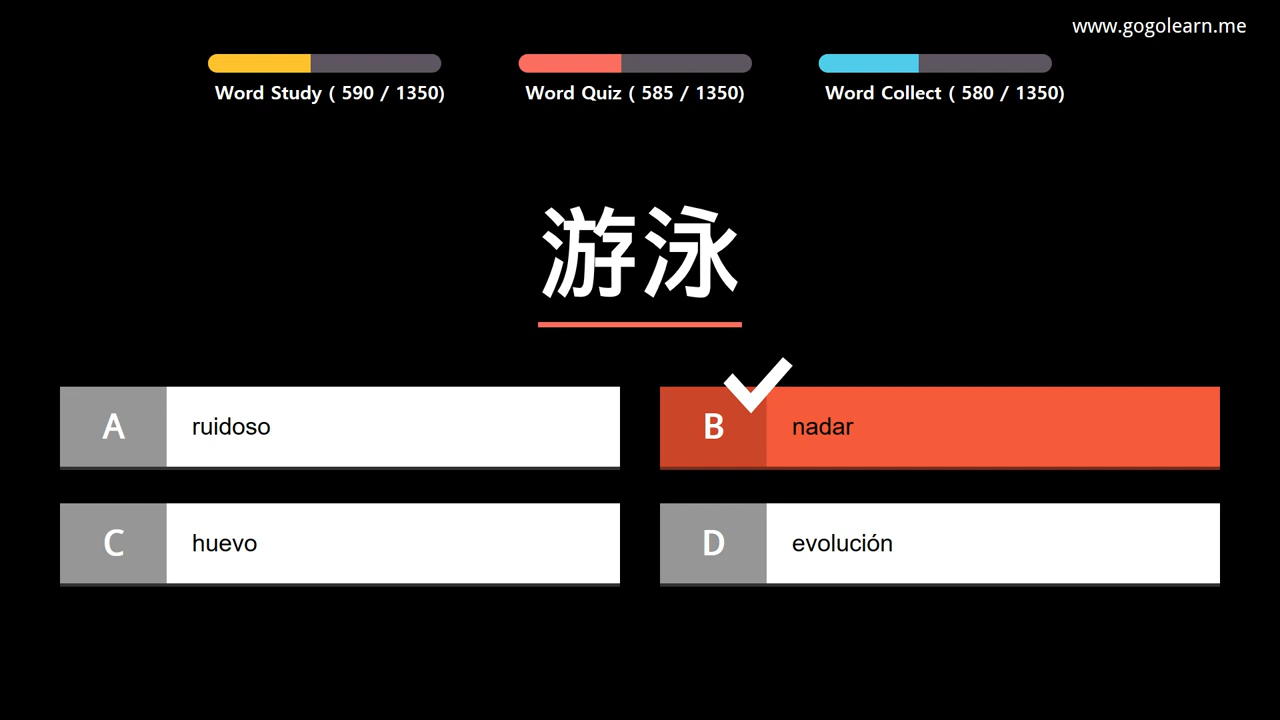 www.gogolearn.me
Word Study ( 590 / 1350)
Word Quiz ( 585 / 1350)
Word Collect ( 580 / 1350)
游泳
A ruidoso
B nadar
C huevo
D evolución